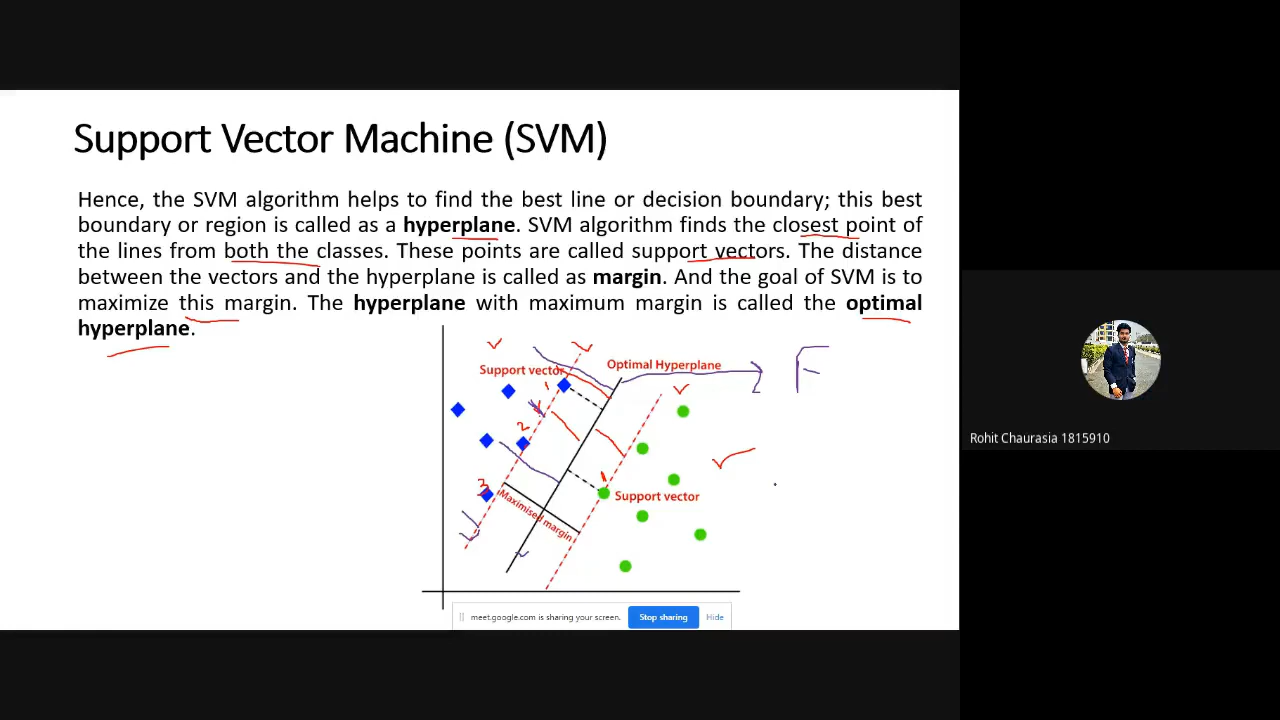 Support Vector Machine (SVM)
Hence, the SVM algorithm helps to find the best line or decision boundary; this best
boundary or region is called as a hyperplane. SVM algorithm finds the closest point of
the lines from both the classes. These points are called support vectors. The distance
between the vectors and the hyperplane is called as margin. And the goal of SVM is to
maximize this margin. The hyperplane with maximum margin is called the optimal
hyperplane.
Support vector
Optimal Hyperplane
F
1
2
3
1
Maximised margin
Support vector
meet.google.com is sharing your screen.
Stop sharing
Hide
Rohit Chaurasia 1815910